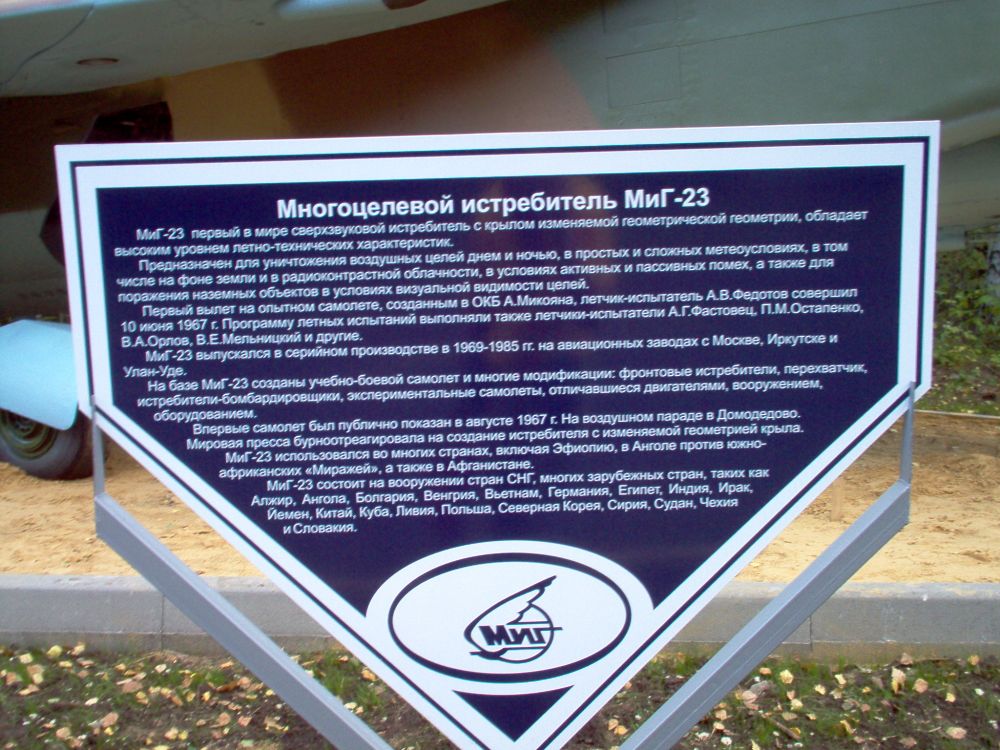 Многоцелевой истребитель МиГ-23
МиГ-23 первый в мире сверхзвуковой истребитель с крылом изменяемой геометрической геометрии, обладает
высоким уровнем летно-технических характеристик.
Предназначен для уничтожения воздушных целей днем и ночью, в простых и сложных метеоусловиях, в том
числе на фоне земли и в радиоконтрастной облачности, в условиях активных и пассивных помех, а также для
поражения наземных объектов в условиях визуальной видимости целей.
Первый вылет на опытном самолете, созданным в ОКБ А.Микояна, летчик-испытатель А.В.Федотов совершил
10 июня 1967 г. Программу летных испытаний выполняли также летчики-испытатели А.Г.Фастовец, П.М.Остапенко,
В.А.Орлов, В.Е.Мельницкий и другие.
МиГ-23 выпускался в серийном производстве в 1969-1985 гг. на авиационных заводах с Москве, Иркутске и
Улан-Уде.
На базе МиГ-23 созданы учебно-боевой самолет и многие модификации: фронтовые истребители, перехватчик,
истребители-бомбардировщики, экспериментальные самолеты, отличавшиеся двигателями, вооружением,
оборудованием.
Впервые самолет был публично показан в августе 1967 г. На воздушном параде в Домодедово.
Мировая пресса бурноотреагировала на создание истребителя с изменяемой геометрией крыла.
МиГ-23 использовался во многих странах, включая Эфиопию, в Анголе против южно-
африканских «Миражей», а также в Афганистане.
МиГ-23 состоит на вооружении стран СНГ, многих зарубежных стран, таких как
Алжир, Ангола, Болгария, Венгрия, Вьетнам, Германия, Египет, Индия, Ирак,
Йемен, Китай, Куба, Ливия, Польша, Северная Корея, Сирия, Судан, Чехия
и Словакия.
МиГ